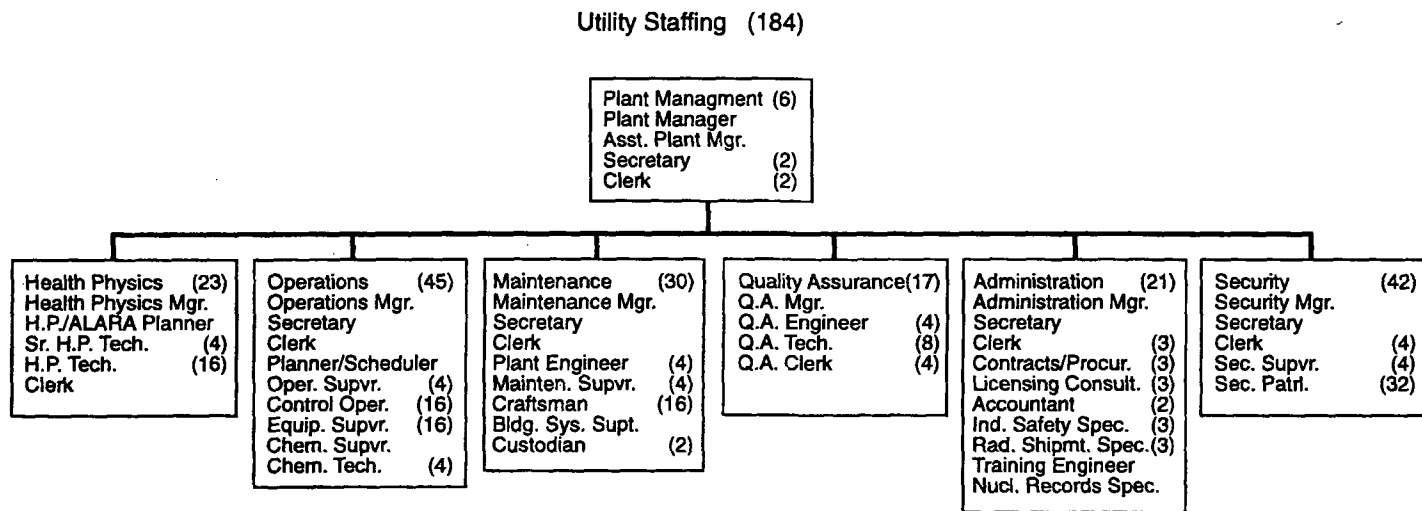 Utility Staffing (184)
Plant Managment (6)
Plant Manager
Asst. Plant Mgr.
Secretary (2)
Clerk (2)
Health Physics (23)
Health Physics Mgr.
H.P./ALARA Planner
Sr. H.P. Tech. (4)
H.P. Tech. (16)
Clerk
Operations (45)
Operations Mgr.
Secretary
Clerk
Planner/Scheduler
Oper. Supvr. (4)
Control Oper. (16)
Equip. Supvr. (16)
Chem. Supvr.
Chem. Tech. (4)
Maintenance (30)
Maintenance Mgr.
Secretary
Clerk
Plant Engineer (4)
Mainten. Supvr. (4)
Craftsman (16)
Bldg. Sys. Supt.
Custodian (2)
Quality Assurance(17)
Q.A. Mgr.
Q.A. Engineer (4)
Q.A. Tech. (8)
Q.A. Clerk (4)
Administration (21)
Administration Mgr.
Secretary
Clerk (3)
Contracts/Procur. (3)
Licensing Consult. (3)
Accountant (2)
Ind. Safety Spec. (3)
Rad. Shipmt. Spec.(3)
Training Engineer
Nucl. Records Spec.
Security (42)
Security Mgr.
Secretary
Clerk (4)
Sec. Supvr. (4)
Sec. Patrl. (32)